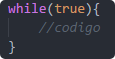 while(true){
    //codigo
}